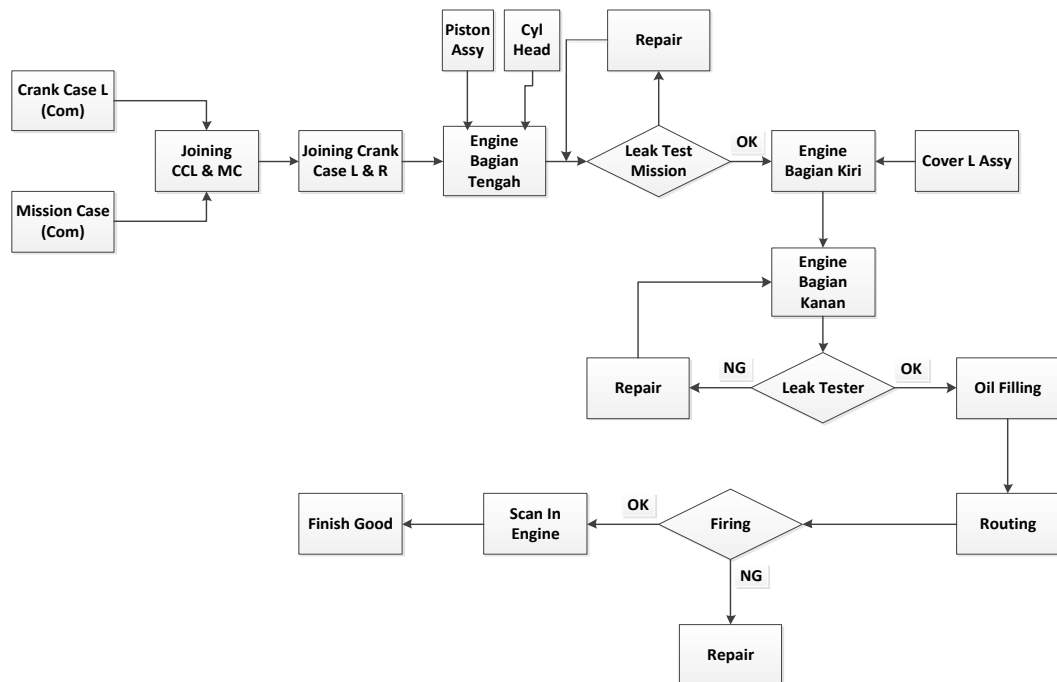 Piston
Assy
Cyl
Head
Repair
Crank Case L
(Com)
Joining
CCL & MC
Joining Crank
Case L & R
Engine
Bagian
Tengah
Leak Test
Mission
OK
Engine
Bagian Kiri
Cover L Assy
Mission Case
(Com)
Engine
Bagian
Kanan
Repair
NG
Leak Tester
OK
Oil Filling
Finish Good
Scan In
Engine
OK
Firing
Routing
NG
Repair